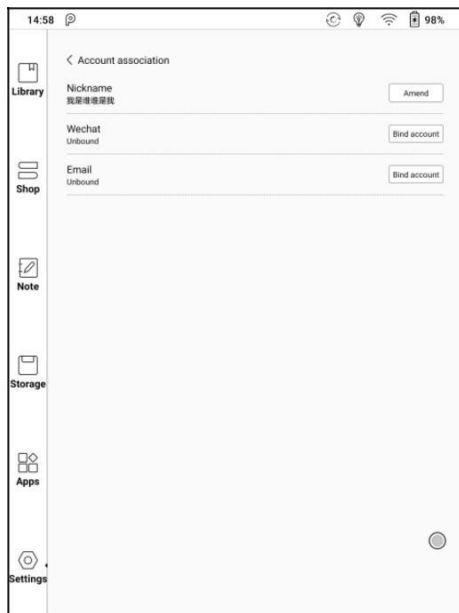 14:58
98%
Library
Shop
Note
Storage
Apps
Settings
Account association
Nickname
我是谁谁是我
Amend
Wechat
Unbound
Bind account
Email
Unbound
Bind account